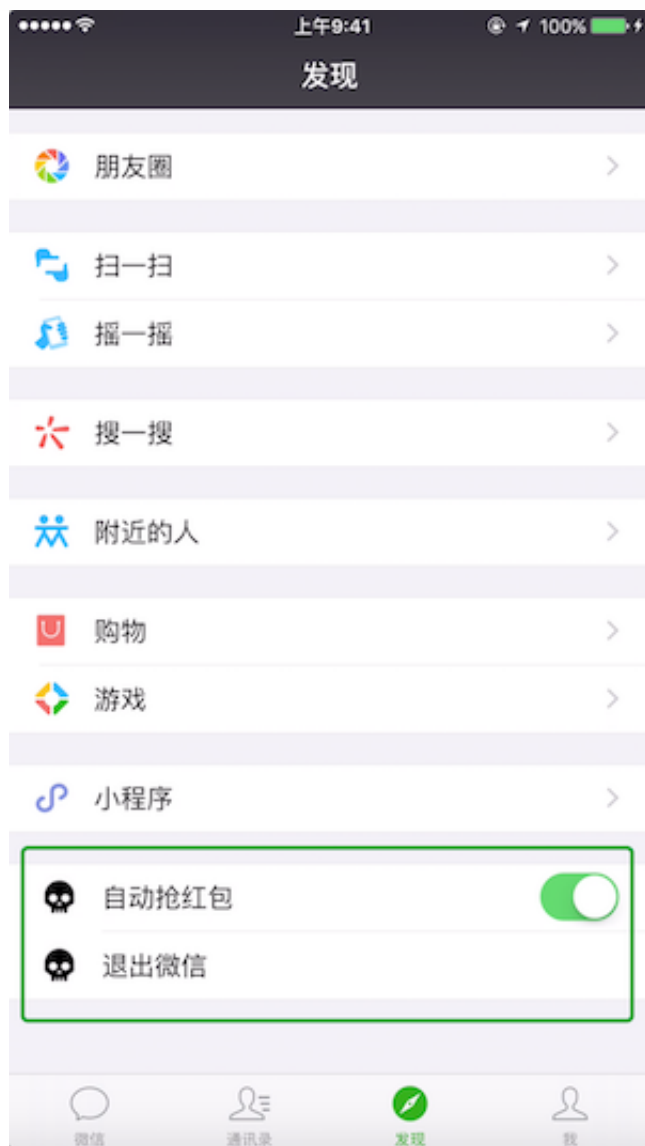 上午9:41
100%
发现
朋友圈
扫一扫
摇一摇
搜一搜
附近的人
购物
游戏
小程序
自动抢红包
退出微信
微信
通讯录
发现
我